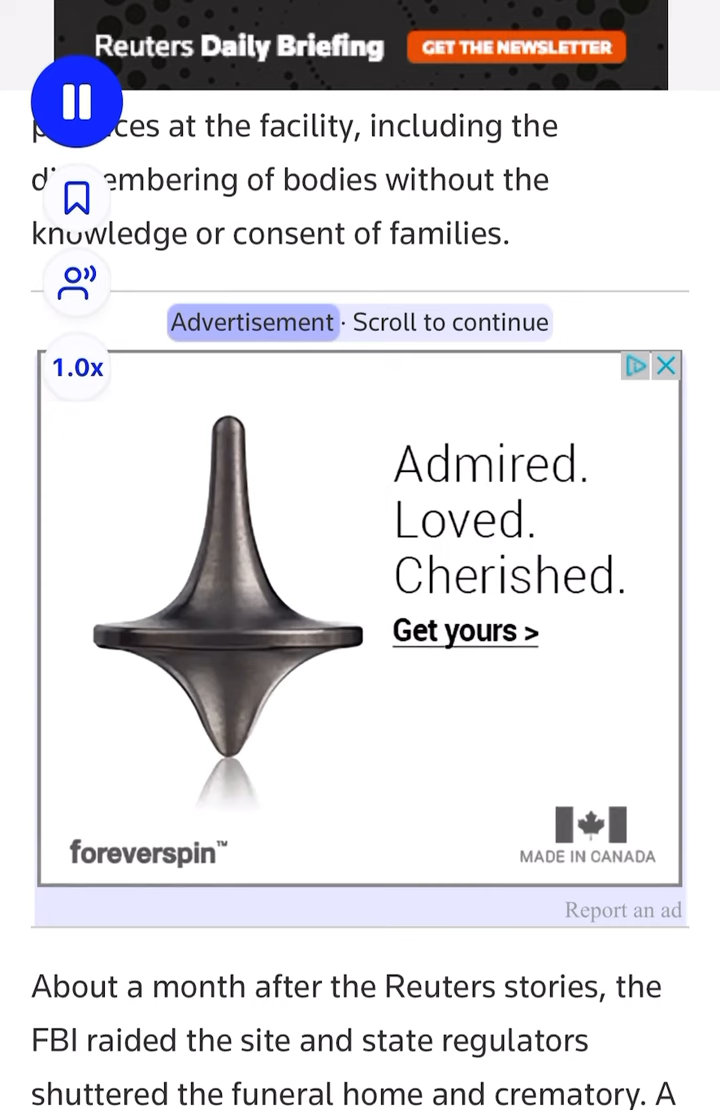 Reuters Daily Briefing GET THE NEWSLETTER
at the facility, including the
of bodies without the
knowledge or consent of families.
Advertisement · Scroll to continue
1.0x
Admired.
Loved.
Cherished.
Get yours >
foreverspin™
MADE IN CANADA
Report an ad
About a month after the Reuters stories, the
FBI raided the site and state regulators
shuttered the funeral home and crematory. A